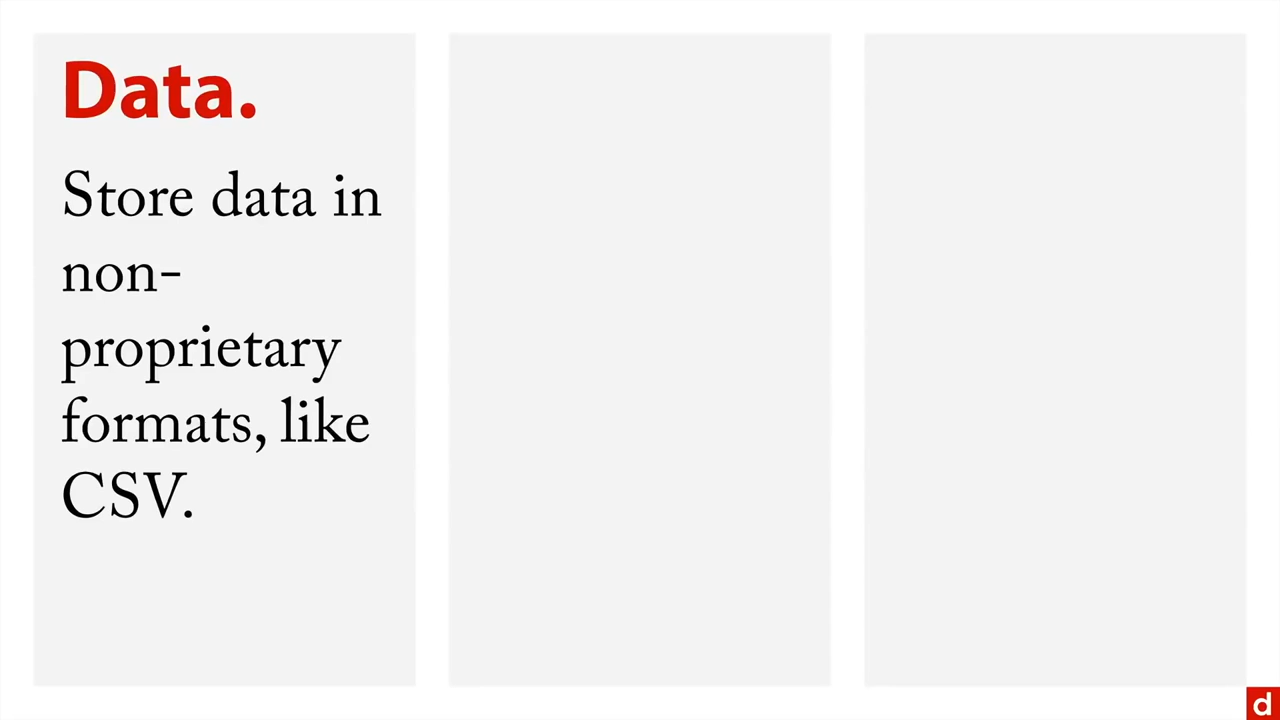 Data.
Store data in
non-
proprietary
formats, like
CSV.
d